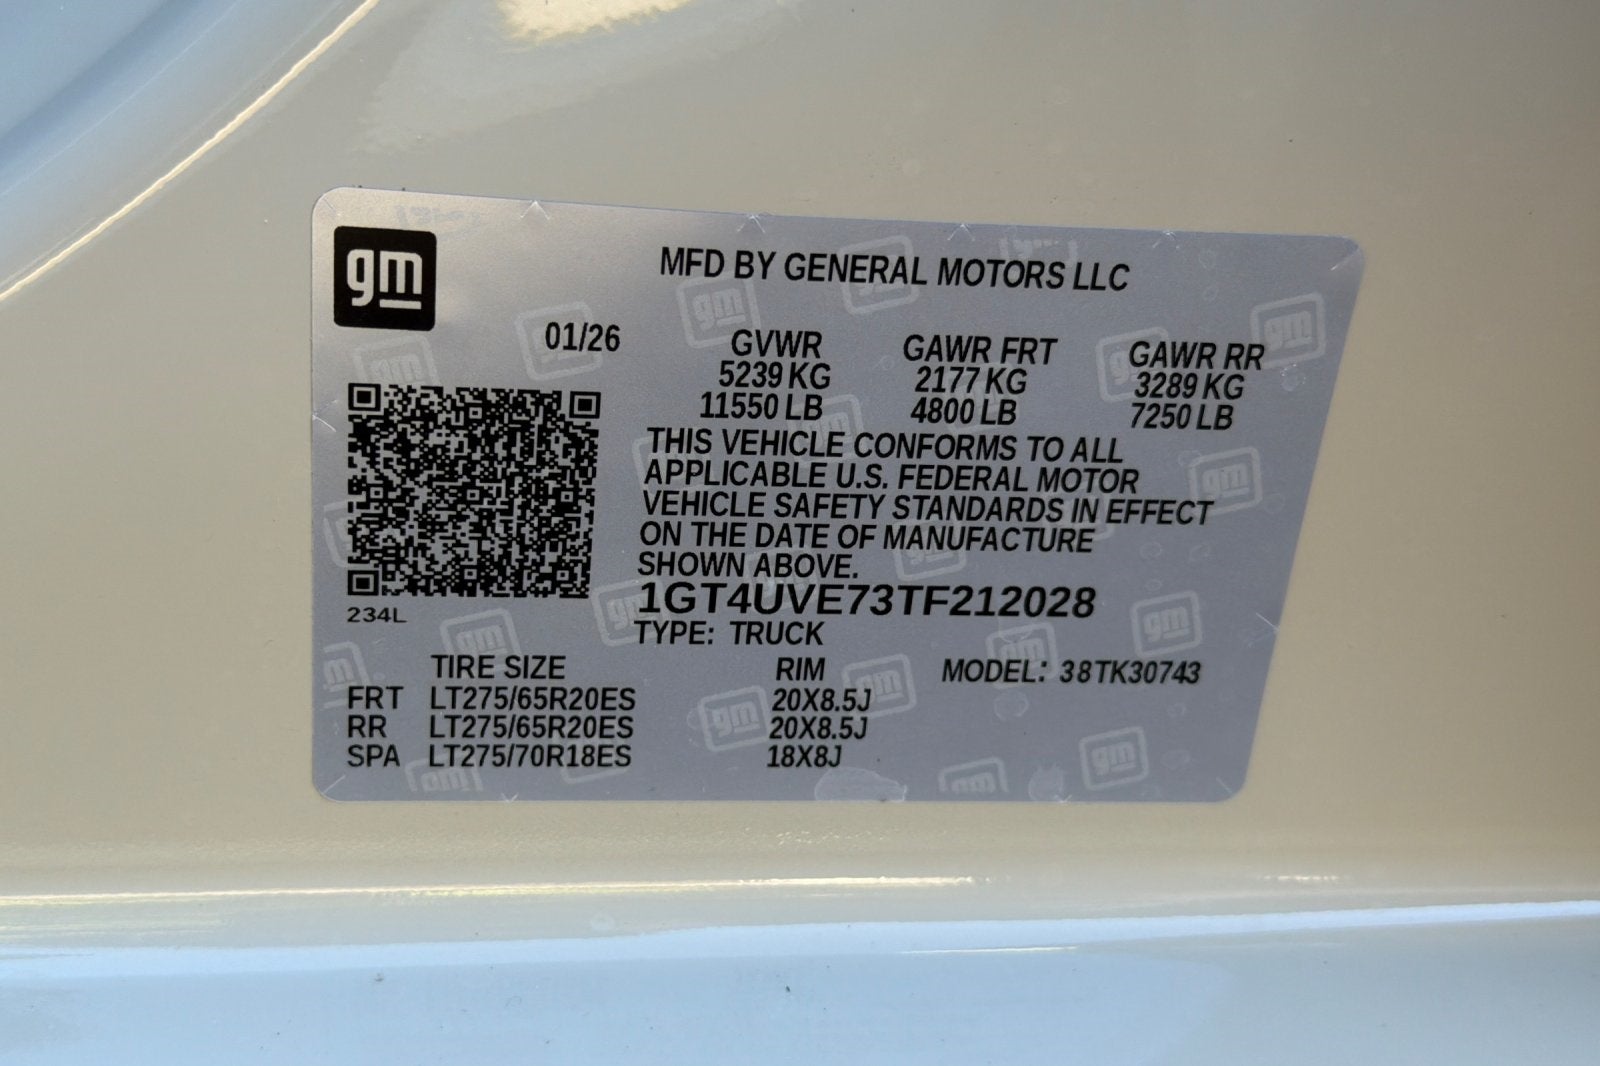 gm
MFD BY GENERAL MOTORS LLC
01/26
GVWR GAWR FRT GAWR RR
5239 KG 2177 KG 3289 KG
11550 LB 4800 LB 7250 LB
THIS VEHICLE CONFORMS TO ALL
APPLICABLE U.S. FEDERAL MOTOR
VEHICLE SAFETY STANDARDS IN EFFECT
ON THE DATE OF MANUFACTURE
SHOWN ABOVE.
1GT4UVE73TF212028
234L
TYPE: TRUCK
TIRE SIZE RIM MODEL: 38TK30743
FRT LT275/65R20ES 20X8.5J
RR LT275/65R20ES 20X8.5J
SPA LT275/70R18ES 18X8J